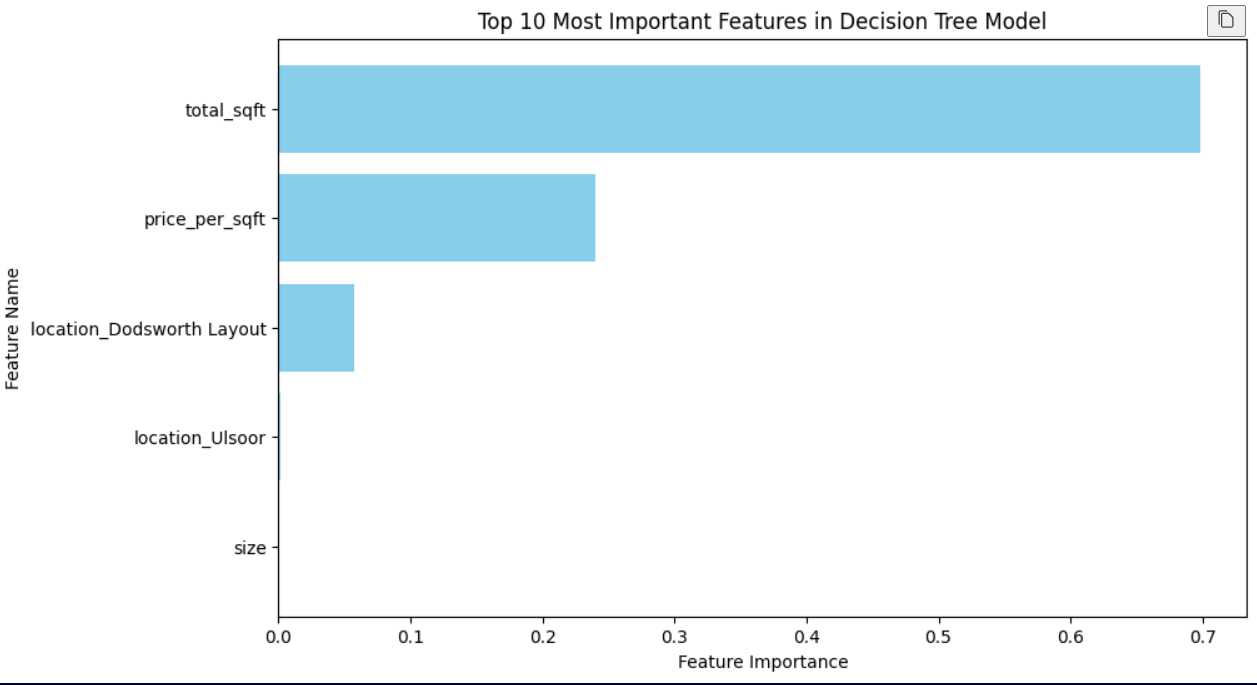 Top 10 Most Important Features in Decision Tree Model
Feature Name
total_sqft
price_per_sqft
location_Dodsworth Layout
location_Ulsoor
size
0.0 0.1 0.2 0.3 0.4 0.5 0.6 0.7
Feature Importance